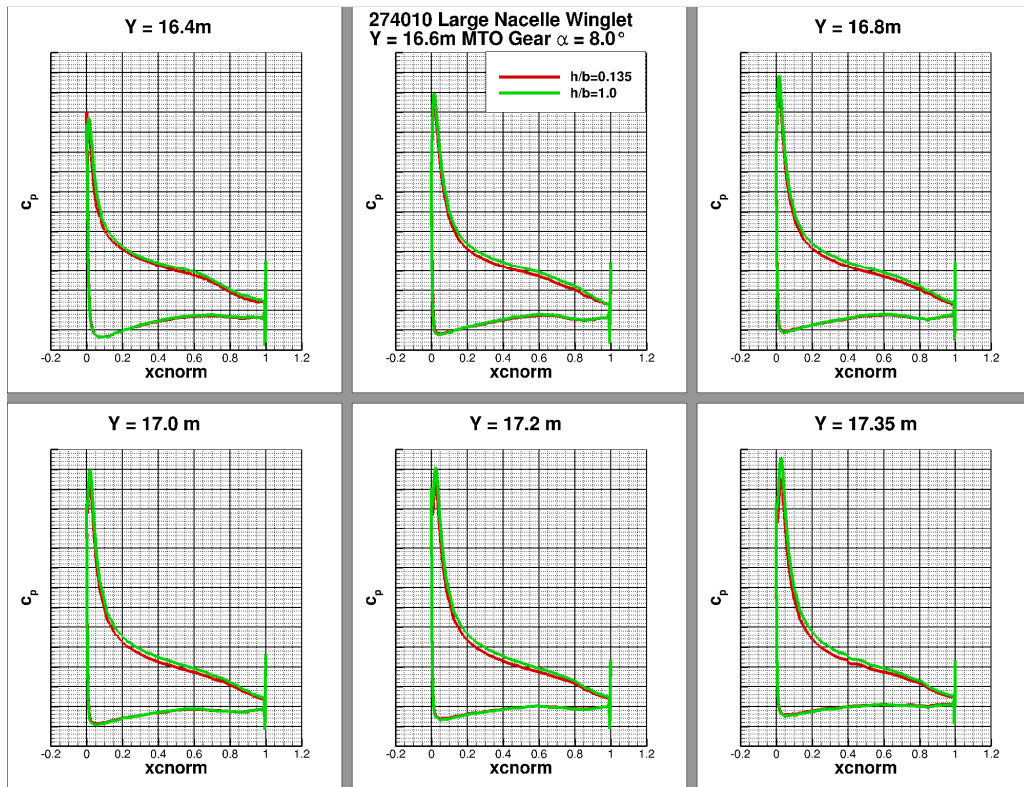 Y = 16.4m
c_p
-0.2 0 0.2 0.4 0.6 0.8 1 1.2
xcnorm
274010 Large Nacelle Winglet
Y = 16.6m MTO Gear α = 8.0°
h/b=0.135
h/b=1.0
c_p
-0.2 0 0.2 0.4 0.6 0.8 1 1.2
xcnorm
Y = 16.8m
c_p
-0.2 0 0.2 0.4 0.6 0.8 1 1.2
xcnorm
Y = 17.0 m
c_p
-0.2 0 0.2 0.4 0.6 0.8 1 1.2
xcnorm
Y = 17.2 m
c_p
-0.2 0 0.2 0.4 0.6 0.8 1 1.2
xcnorm
Y = 17.35 m
c_p
-0.2 0 0.2 0.4 0.6 0.8 1 1.2
xcnorm